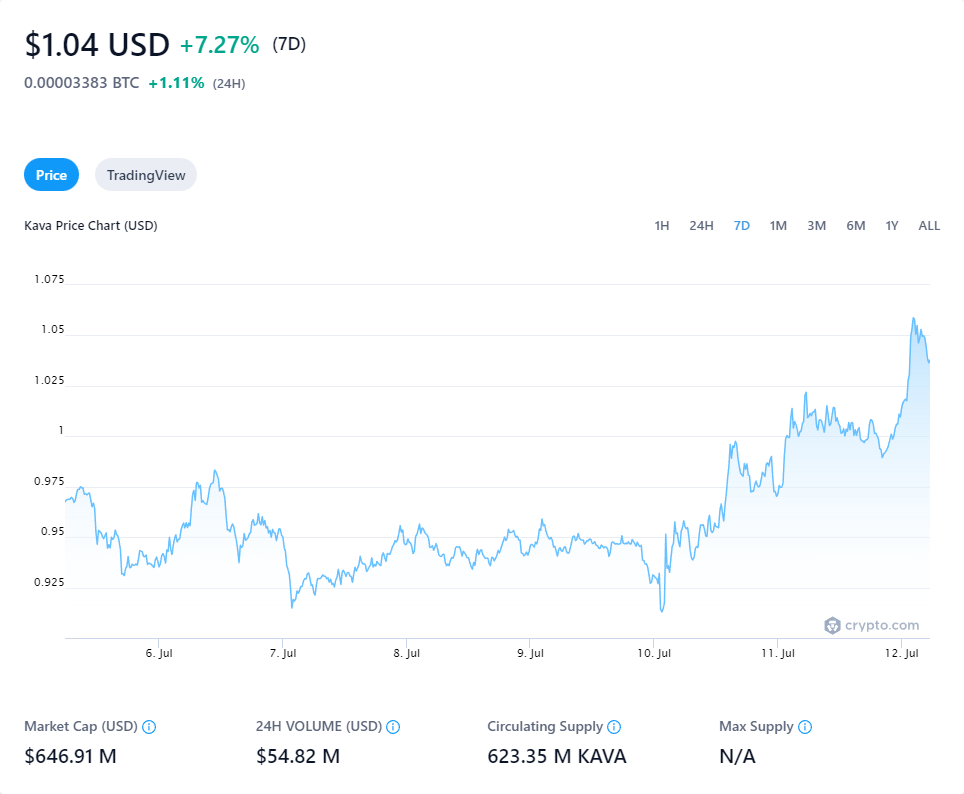 $1.04 USD +7.27% (7D)
0.00003383 BTC +1.11% (24H)
Price TradingView
Kava Price Chart (USD) 1H 24H 7D 1M 3M 6M 1Y ALL
1.075
1.05
1.025
1
0.975
0.95
0.925
crypto.com
6. Jul 7. Jul 8. Jul 9. Jul 10. Jul 11. Jul 12. Jul
Market Cap (USD) 24H VOLUME (USD) Circulating Supply Max Supply
$646.91 M $54.82 M 623.35 M KAVA N/A